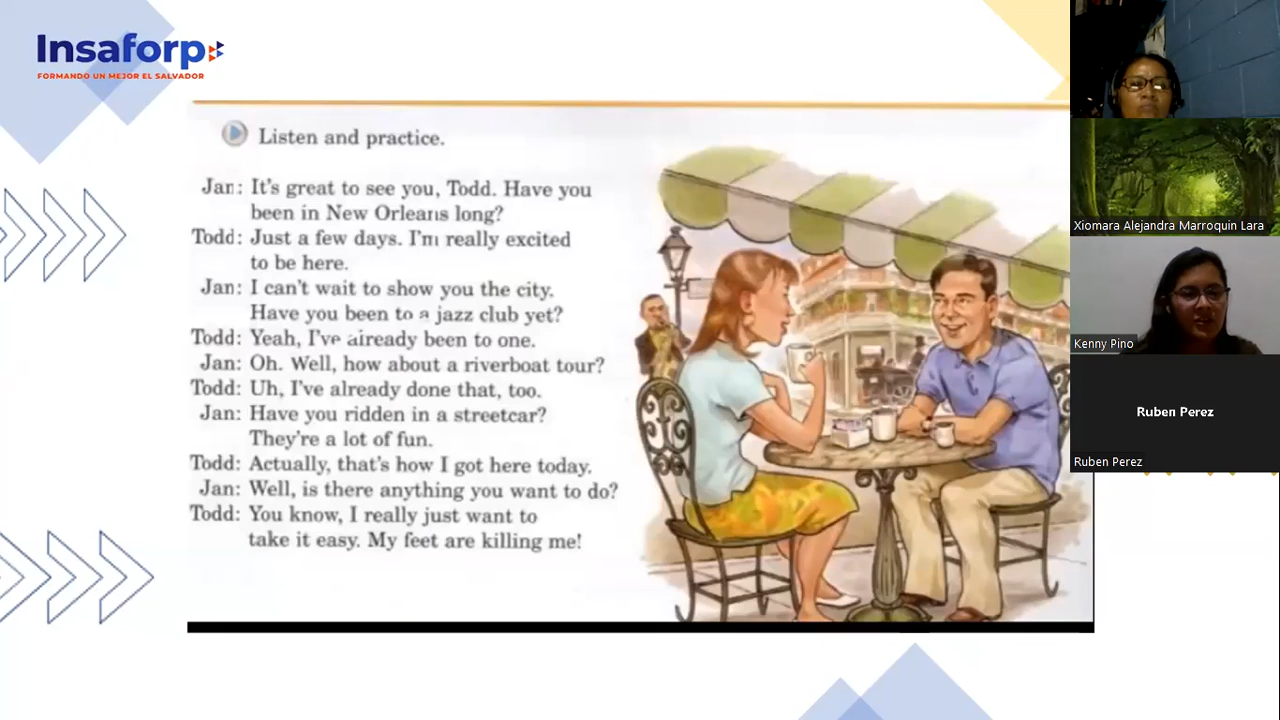 Insaforp
FORMANDO UN MEJOR EL SALVADOR
Listen and practice.
Jan: It's great to see you, Todd. Have you
been in New Orleans long?
Todd: Just a few days. I'm really excited
to be here.
Jan: I can't wait to show you the city.
Have you been to a jazz club yet?
Todd: Yeah, I've already been to one.
Jan: Oh. Well, how about a riverboat tour?
Todd: Uh, I've already done that, too.
Jan: Have you ridden in a streetcar?
They're a lot of fun.
Todd: Actually, that's how I got here today.
Jan: Well, is there anything you want to do?
Todd: You know, I really just want to
take it easy. My feet are killing me!
Xiomara Alejandra Marroquin Lara
Kenny Pino
Ruben Perez
Ruben Perez